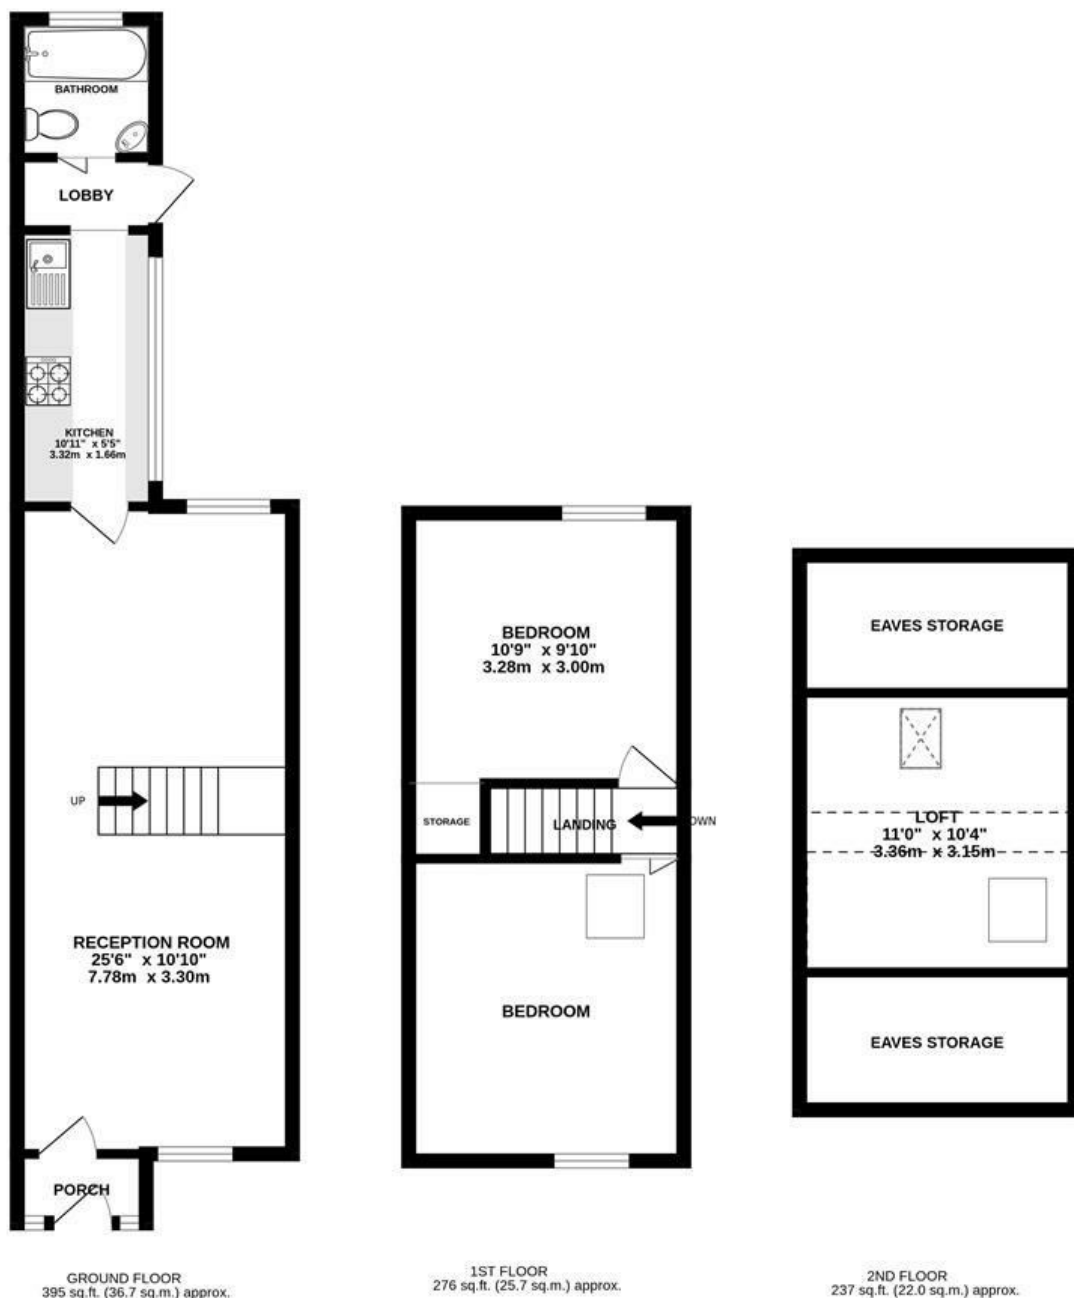 BATHROOM
LOBBY
KITCHEN
10'11" x 5'5"
3.32m x 1.66m
UP
RECEPTION ROOM
25'6" x 10'10"
7.78m x 3.30m
PORCH
GROUND FLOOR
395 sq.ft. (36.7 sq.m.) approx.
BEDROOM
10'9" x 9'10"
3.28m x 3.00m
STORAGE
LANDING
OWN
BEDROOM
1ST FLOOR
276 sq.ft. (25.7 sq.m.) approx.
EAVES STORAGE
LOFT
11'0" x 10'4"
3.36m x 3.15m
EAVES STORAGE
2ND FLOOR
237 sq.ft. (22.0 sq.m.) approx.